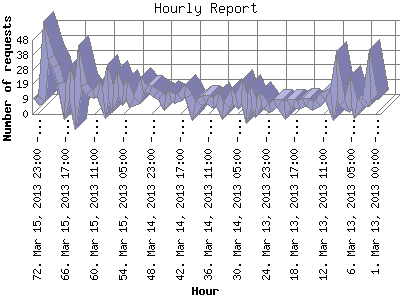 Hourly Report
Number of requests
48
38
28
19
9
0
72. Mar 15, 2013 23:00 -...
66. Mar 15, 2013 17:00 -...
60. Mar 15, 2013 11:00 -...
54. Mar 15, 2013 05:00 -...
48. Mar 14, 2013 23:00 -...
42. Mar 14, 2013 17:00 -...
36. Mar 14, 2013 11:00 -...
30. Mar 14, 2013 05:00 -...
24. Mar 13, 2013 23:00 -...
18. Mar 13, 2013 17:00 -...
12. Mar 13, 2013 11:00 -...
6. Mar 13, 2013 05:00 -...
1. Mar 13, 2013 00:00 -...
Hour